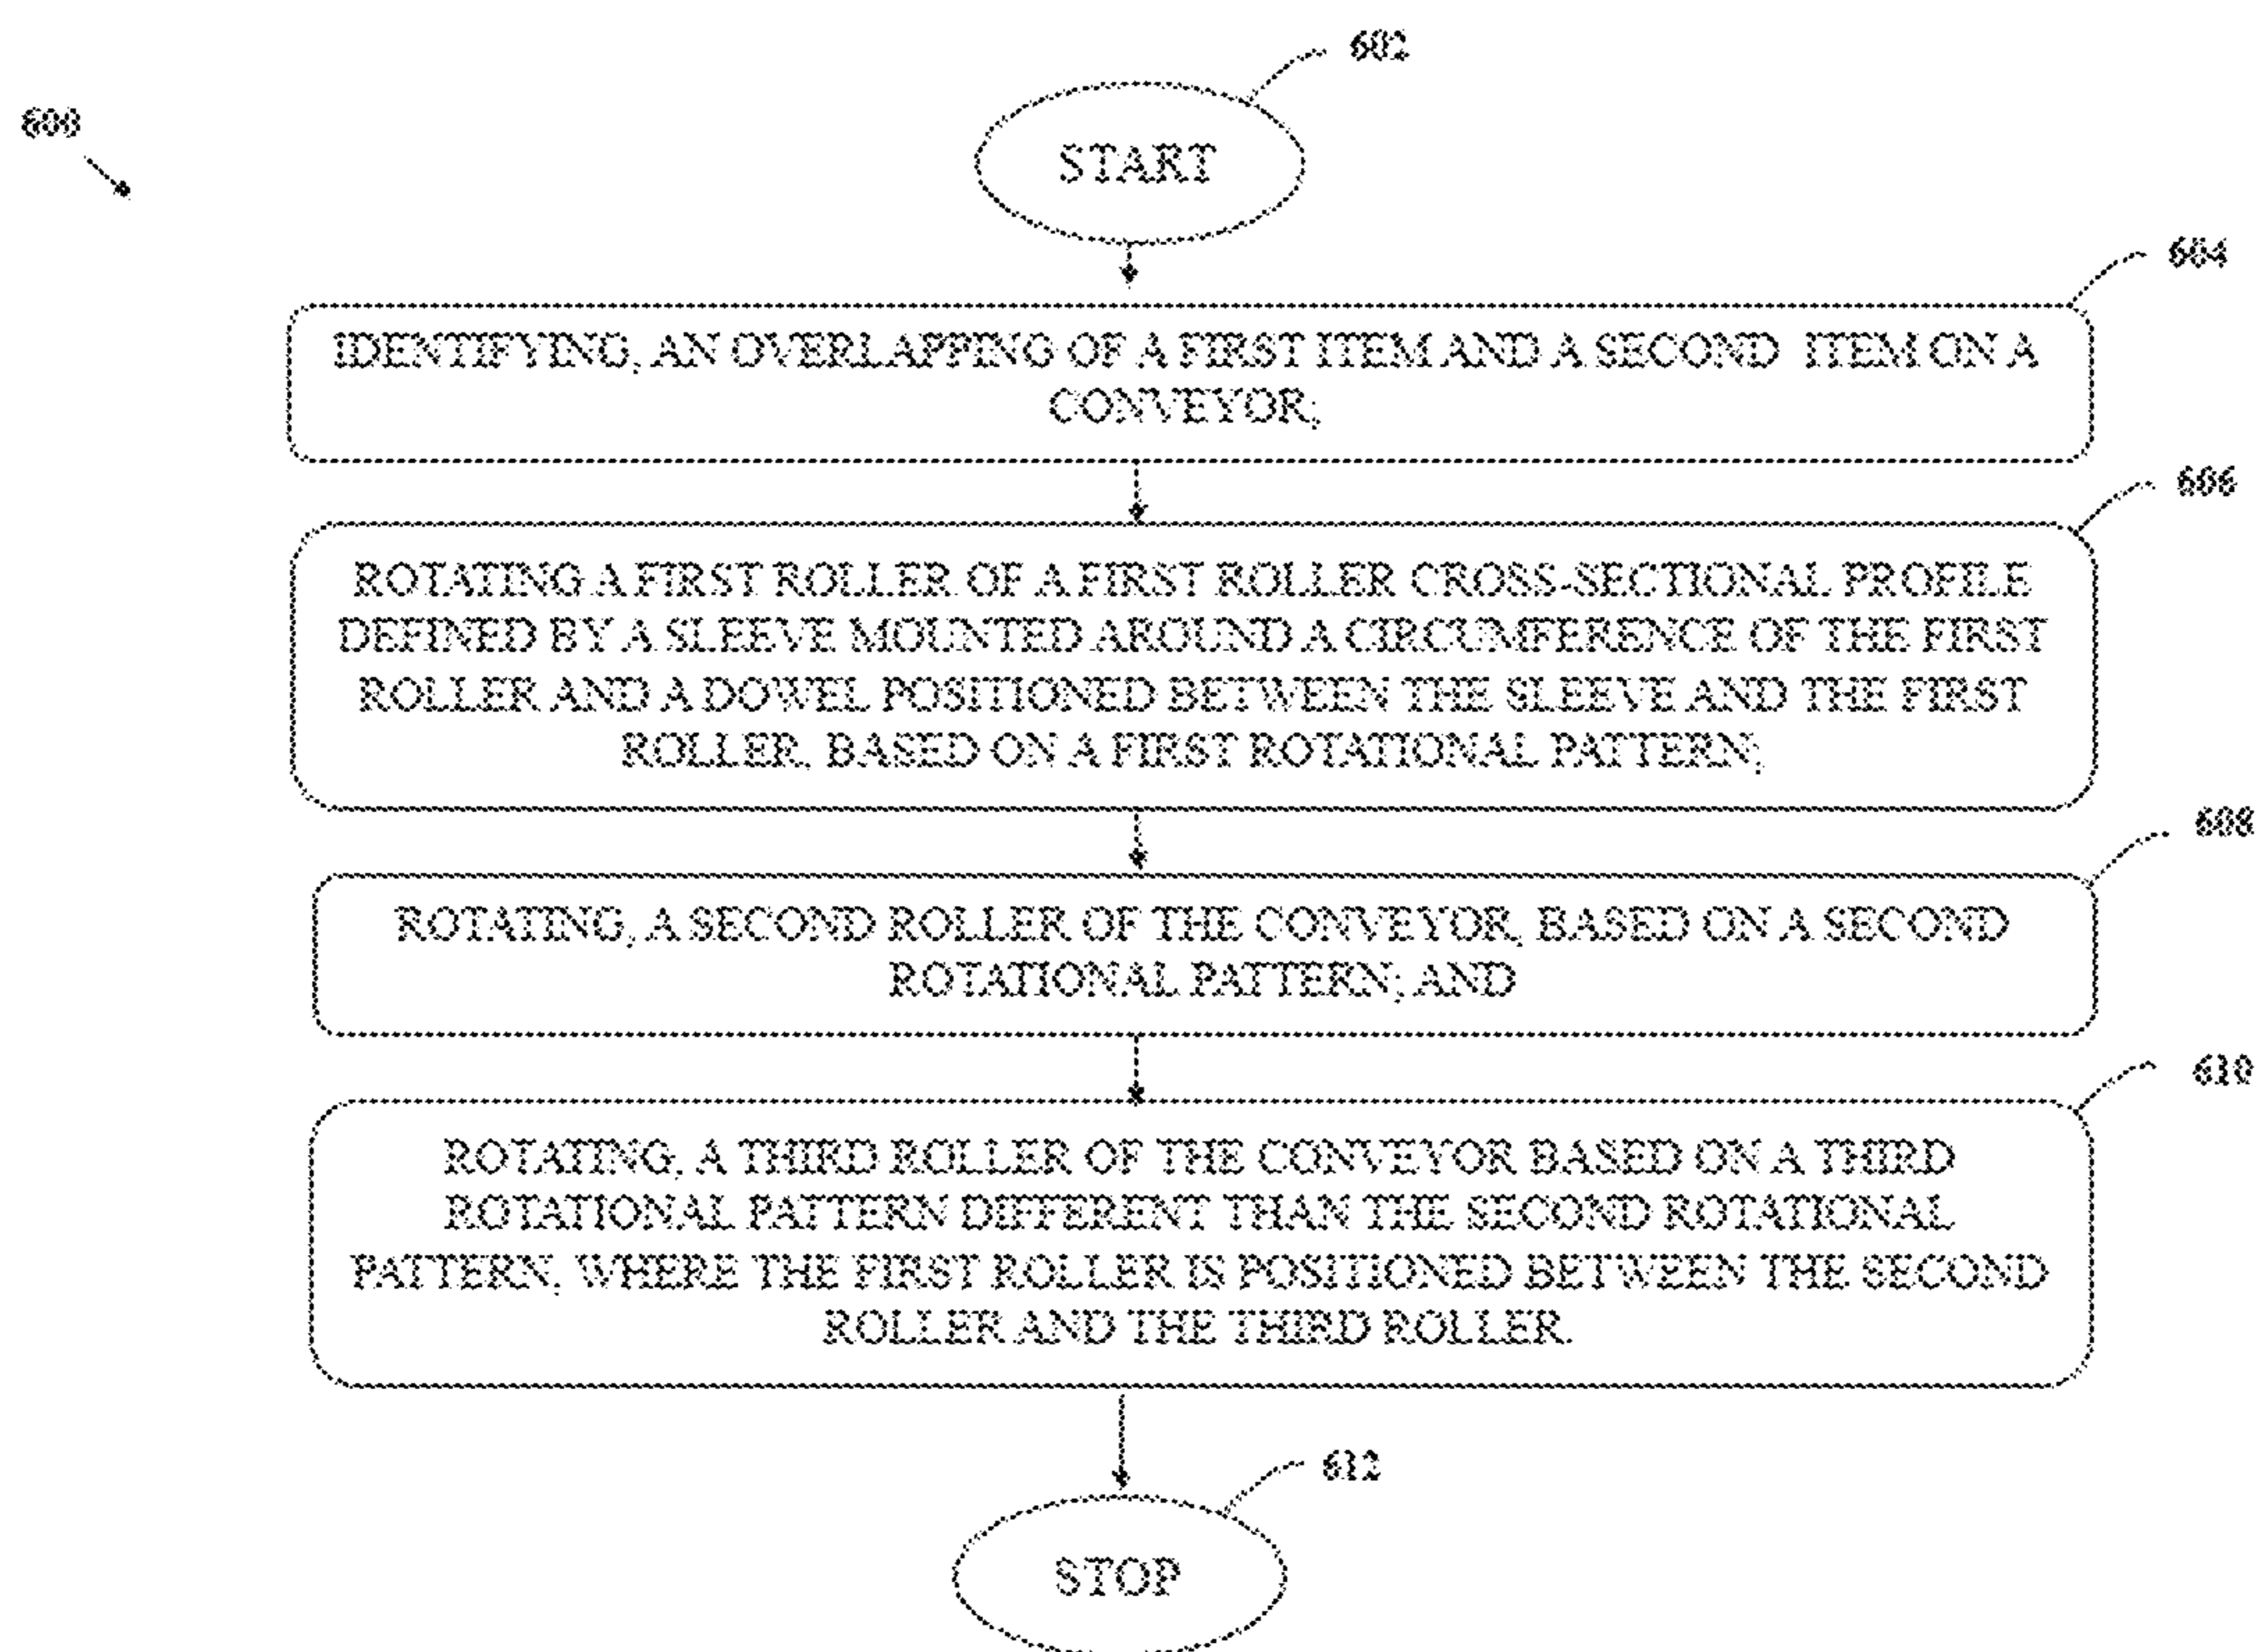 602
600
START
604
IDENTIFYING, AN OVERLAPPING OF A FIRST ITEM AND A SECOND ITEM ON A
CONVEYOR;
606
ROTATING A FIRST ROLLER OF A FIRST ROLLER CROSS-SECTIONAL PROFILE
DEFINED BY A SLEEVE MOUNTED AROUND A CIRCUMFERENCE OF THE FIRST
ROLLER AND A DOWEL POSITIONED BETWEEN THE SLEEVE AND THE FIRST
ROLLER, BASED ON A FIRST ROTATIONAL PATTERN;
608
ROTATING, A SECOND ROLLER OF THE CONVEYOR, BASED ON A SECOND
ROTATIONAL PATTERN; AND
610
ROTATING, A THIRD ROLLER OF THE CONVEYOR BASED ON A THIRD
ROTATIONAL PATTERN DIFFERENT THAN THE SECOND ROTATIONAL
PATTERN, WHERE THE FIRST ROLLER IS POSITIONED BETWEEN THE SECOND
ROLLER AND THE THIRD ROLLER.
612
STOP